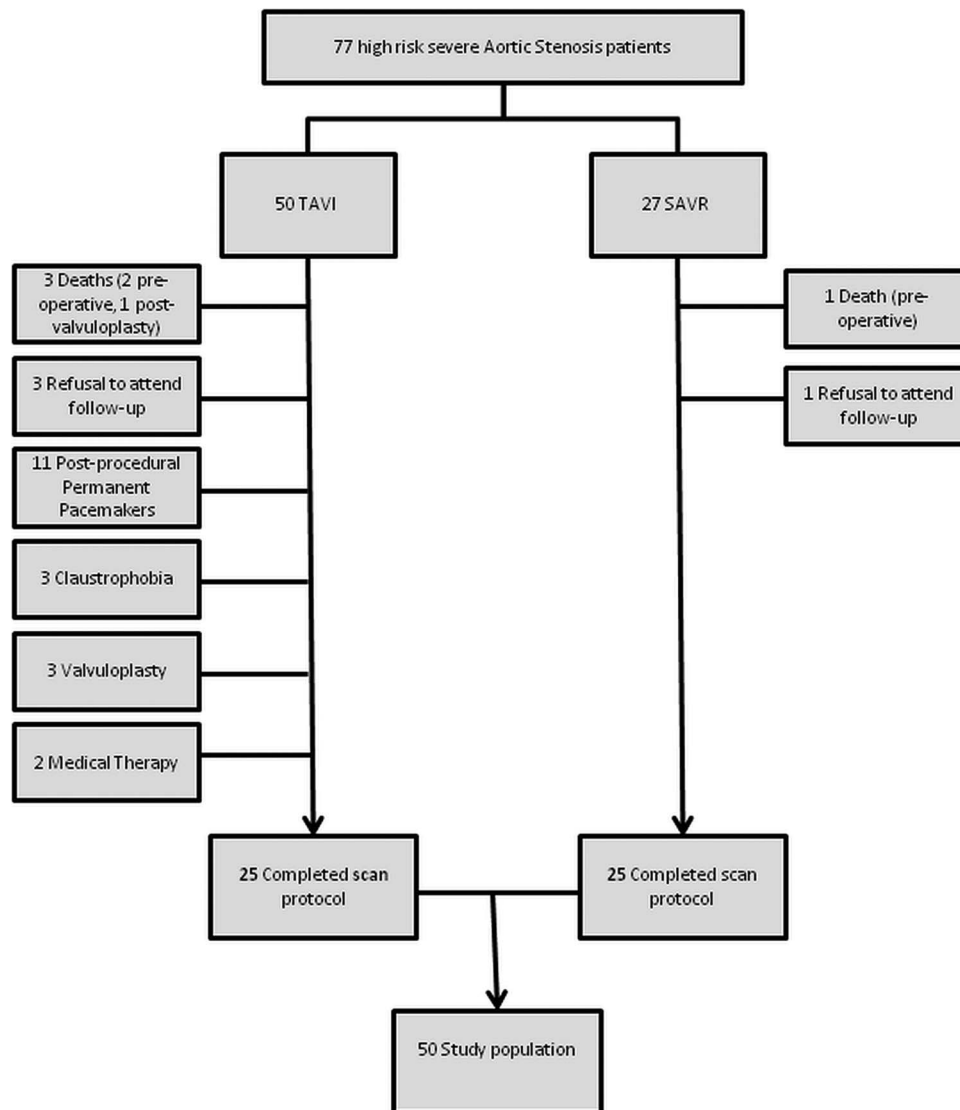 77 high risk severe Aortic Stenosis patients
50 TAVI
27 SAVR
3 Deaths (2 pre-
operative, 1 post-
valvuloplasty)
3 Refusal to attend
follow-up
11 Post-procedural
Permanent
Pacemakers
3 Claustrophobia
3 Valvuloplasty
2 Medical Therapy
1 Death (pre-
operative)
1 Refusal to attend
follow-up
25 Completed scan
protocol
25 Completed scan
protocol
50 Study population